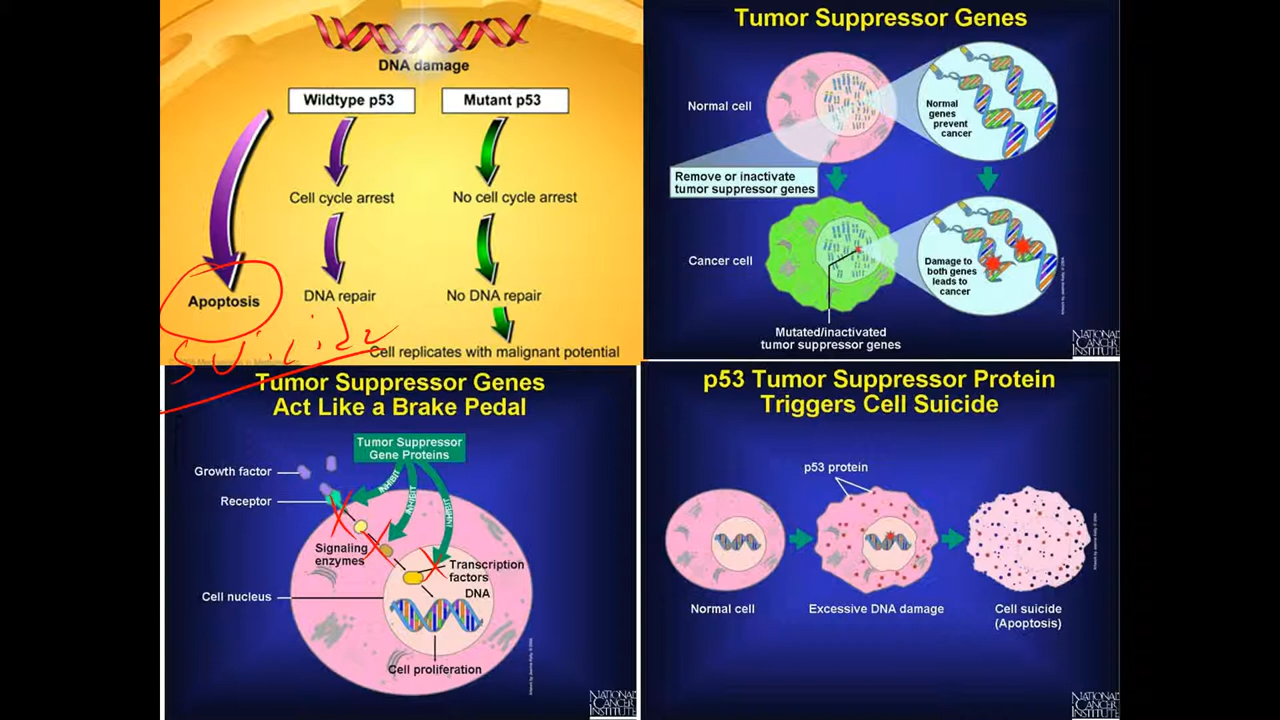 DNA damage
Wildtype p53
Mutant p53
Cell cycle arrest
No cell cycle arrest
Apoptosis
DNA repair
No DNA repair
Suicide
Cell replicates with malignant potential
Tumor Suppressor Genes
Normal cell
Normal
genes
prevent
cancer
Remove or inactivate
tumor suppressor genes
Cancer cell
Damage to
both genes
leads to
cancer
Mutated/inactivated
tumor suppressor genes
NATIONAL
CANCER
INSTITUTE
Tumor Suppressor Genes
Act Like a Brake Pedal
Tumor Suppressor
Gene Proteins
Growth factor
INHIBIT
INHIBIT
INHIBIT
Receptor
Signaling
enzymes
Transcription
factors
DNA
Cell nucleus
Cell proliferation
NATIONAL
CANCER
INSTITUTE
p53 Tumor Suppressor Protein
Triggers Cell Suicide
p53 protein
Normal cell
Excessive DNA damage
Cell suicide
(Apoptosis)
NATIONAL
CANCER
INSTITUTE